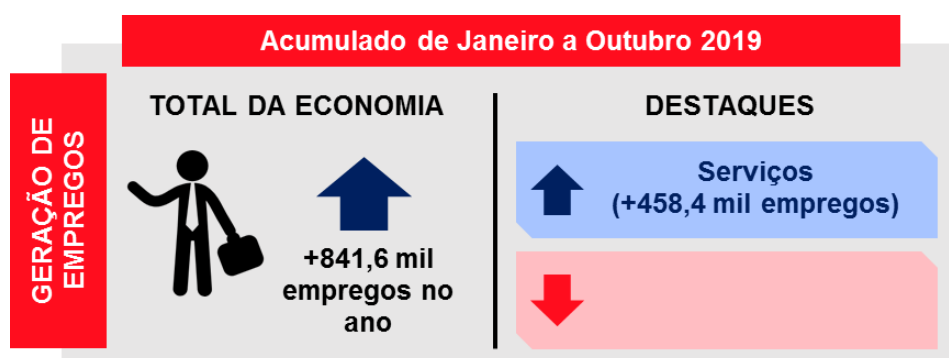 Acumulado de Janeiro a Outubro 2019
GERAÇÃO DE
EMPREGOS
TOTAL DA ECONOMIA
+841,6 mil
empregos no
ano
DESTAQUES
Serviços
(+458,4 mil empregos)